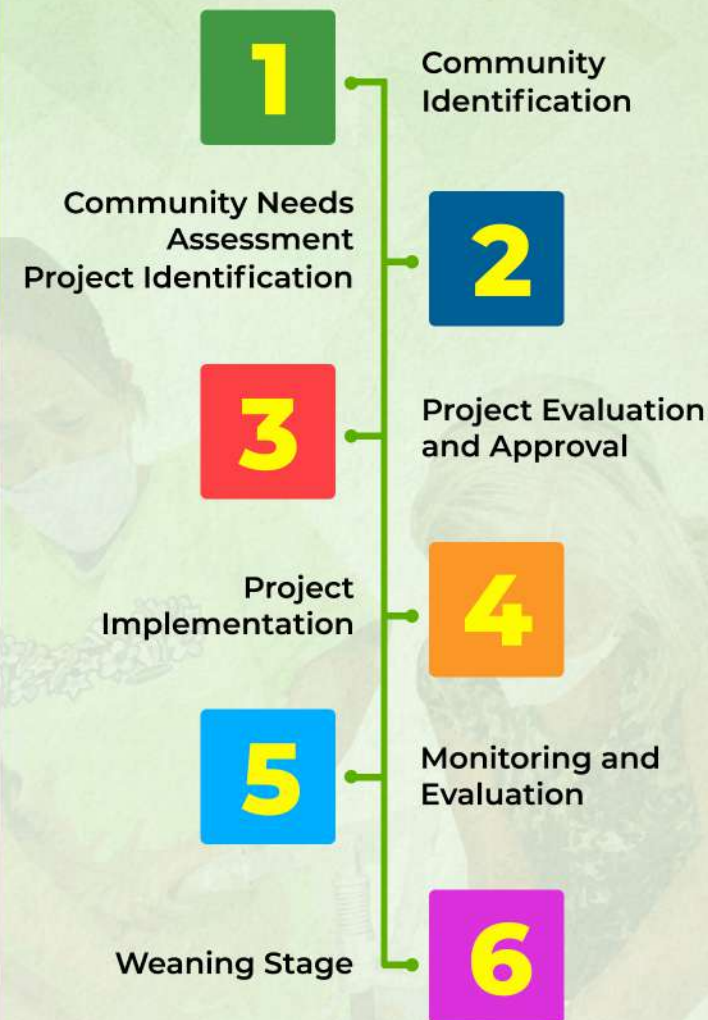 1
Community
Identification
Community Needs
Assessment
Project Identification
2
3
Project Evaluation
and Approval
Project
Implementation
4
5
Monitoring and
Evaluation
Weaning Stage
6